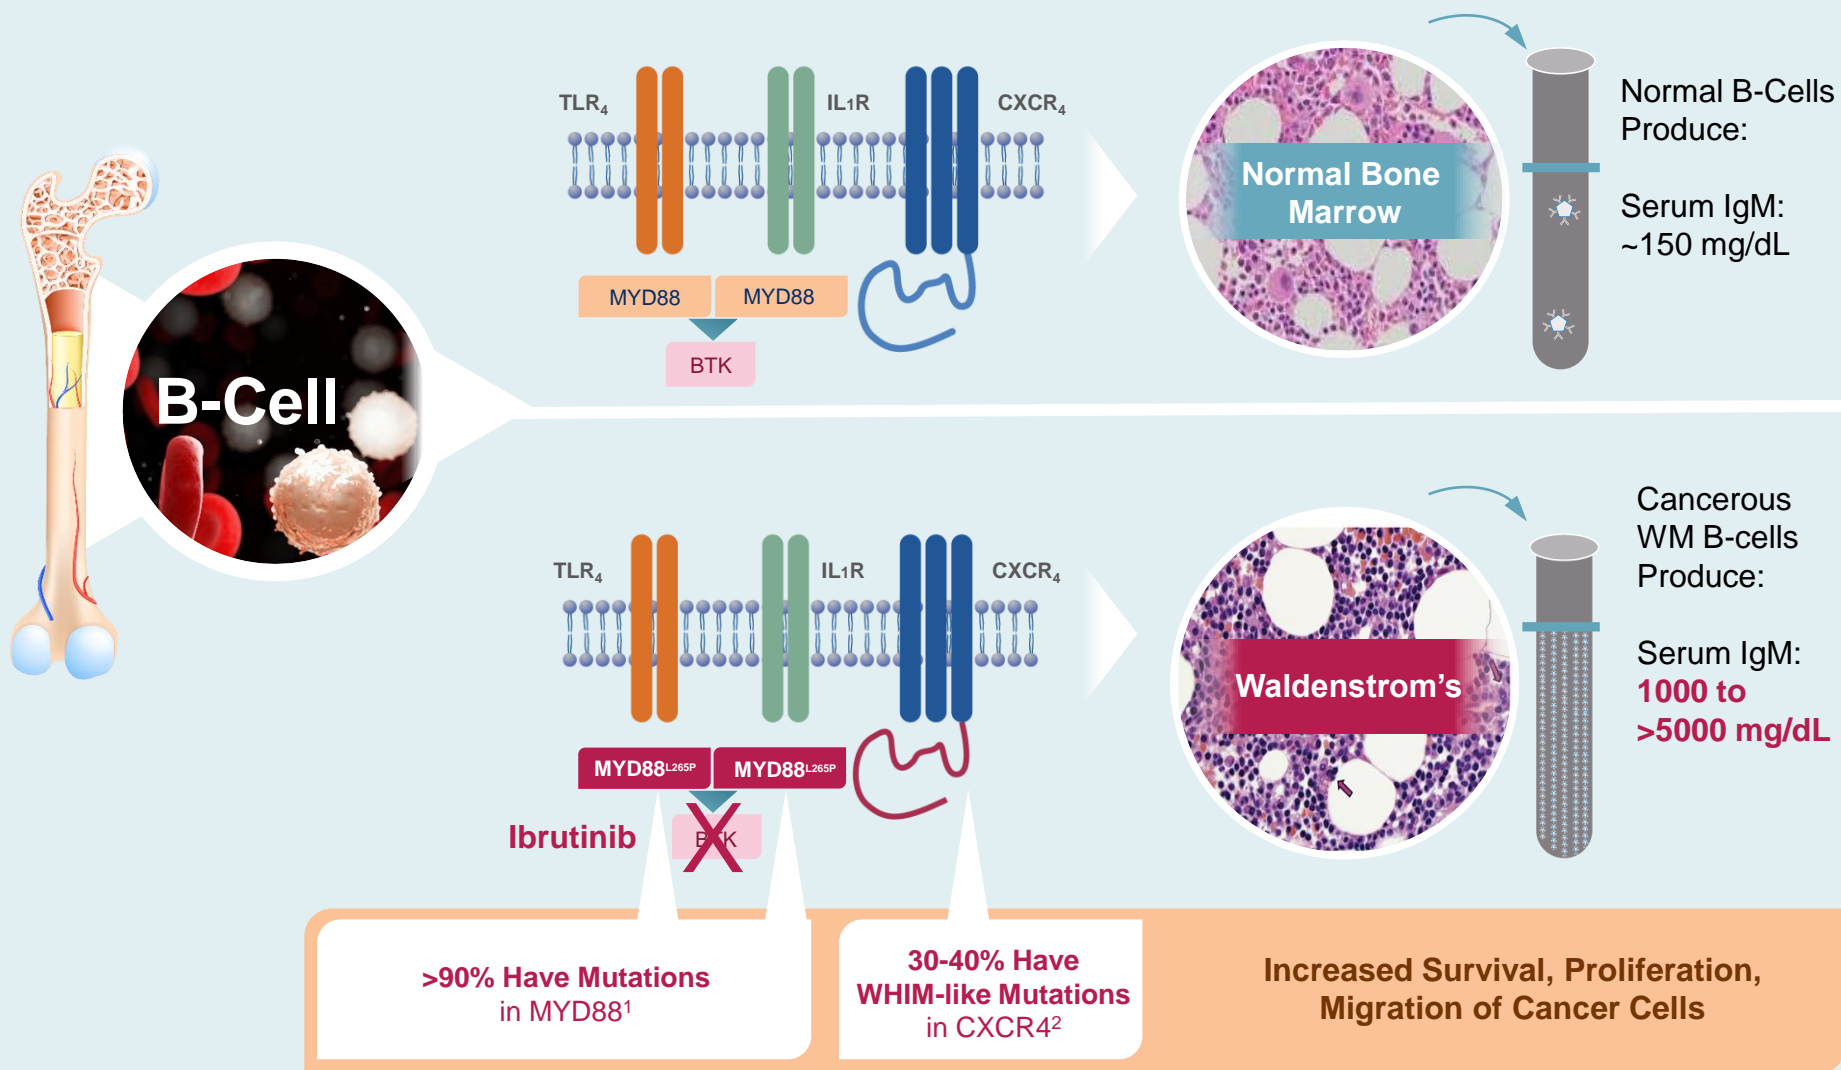 B-Cell
TLR₄
IL1R
CXCR₄
MYD88
MYD88
BTK
Normal Bone
Marrow
Normal B-Cells
Produce:
Serum IgM:
~150 mg/dL
TLR₄
IL1R
CXCR₄
MYD88ᴸ²⁶⁵ᴾ
MYD88ᴸ²⁶⁵ᴾ
Ibrutinib
BTK
Waldenstrom’s
Cancerous
WM B-cells
Produce:
Serum IgM:
1000 to
>5000 mg/dL
>90% Have Mutations
in MYD88¹
30-40% Have
WHIM-like Mutations
in CXCR4²
Increased Survival, Proliferation,
Migration of Cancer Cells